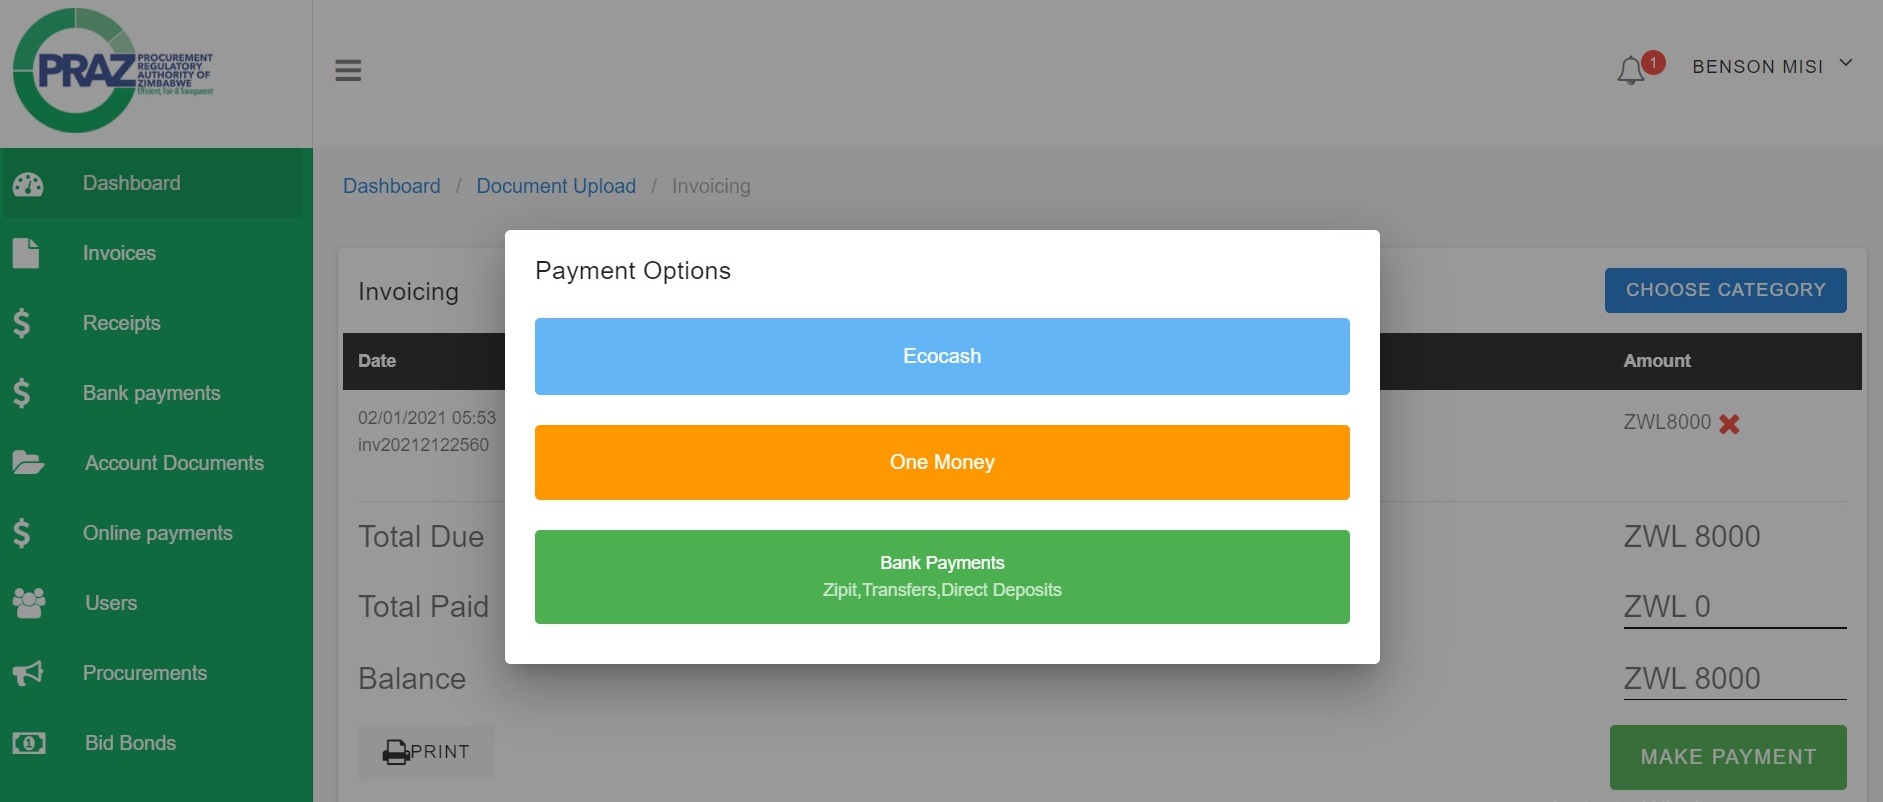 PRAZ
PROCUREMENT
REGULATORY
AUTHORITY OF
ZIMBABWE
Efficient, Fair & Transparent
1
BENSON MISI
Dashboard
Invoices
Receipts
Bank payments
Account Documents
Online payments
Users
Procurements
1
Bid Bonds
Dashboard / Document Upload / Invoicing
Invoicing
CHOOSE CATEGORY
Date
Amount
02/01/2021 05:53
inv20212122560
ZWL8000
Total Due
ZWL 8000
Total Paid
ZWL 0
Balance
ZWL 8000
PRINT
MAKE PAYMENT
Payment Options
Ecocash
One Money
Bank Payments
Zipit,Transfers,Direct Deposits